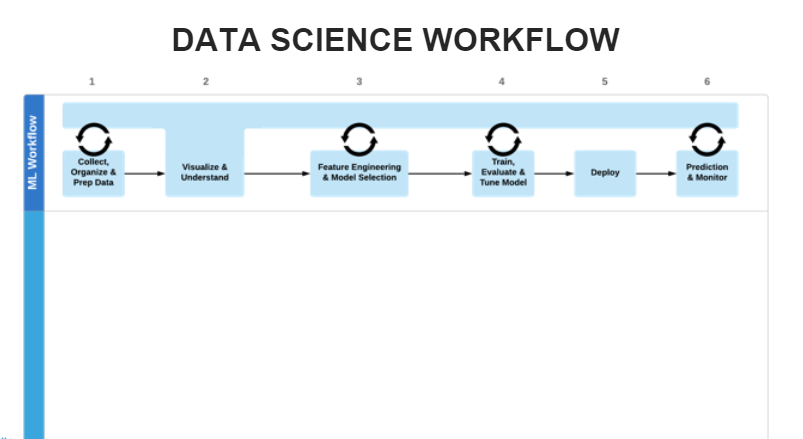 DATA SCIENCE WORKFLOW
1 2 3 4 5 6
ML Workflow
Collect,
Organize &
Prep Data
Visualize &
Understand
Feature Engineering
& Model Selection
Train,
Evaluate &
Tune Model
Deploy
Prediction
& Monitor